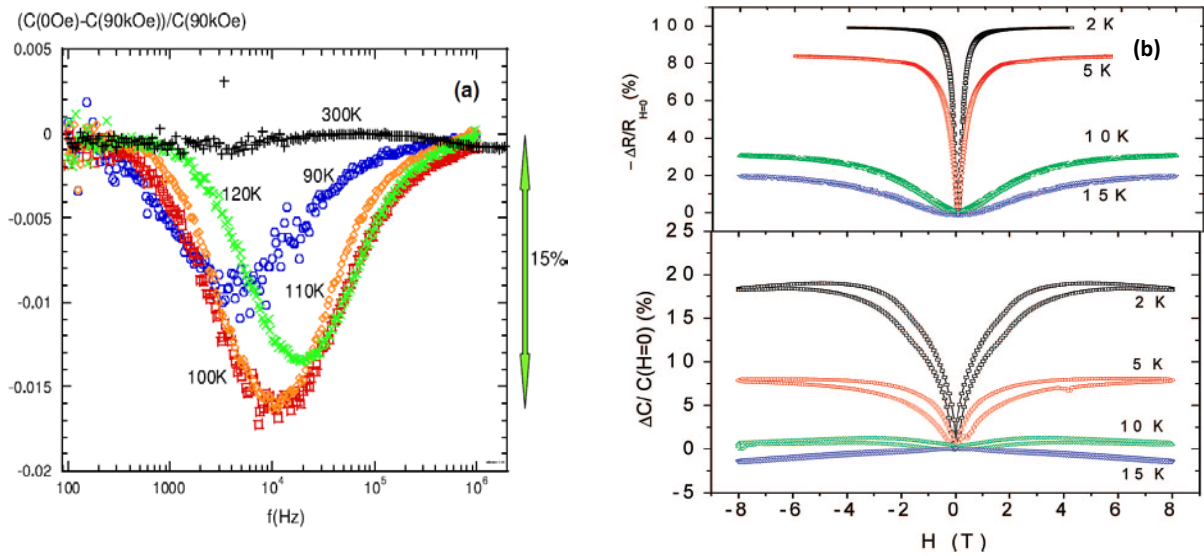 (C(0Oe)-C(90kOe))/C(90kOe)
0.005
0
-0.005
-0.01
-0.015
-0.02
(a)
300K
120K
90K
110K
100K
15‰
100
1000
10⁴
10⁵
10⁶
f(Hz)
− ΔR/R H=0 (%)
100
80
60
40
20
0
(b)
2 K
5 K
10 K
15 K
ΔC/ C(H=0) (%)
20
15
10
5
0
-5
2 K
5 K
10 K
15 K
-8 -6 -4 -2 0 2 4 6 8
H (T)